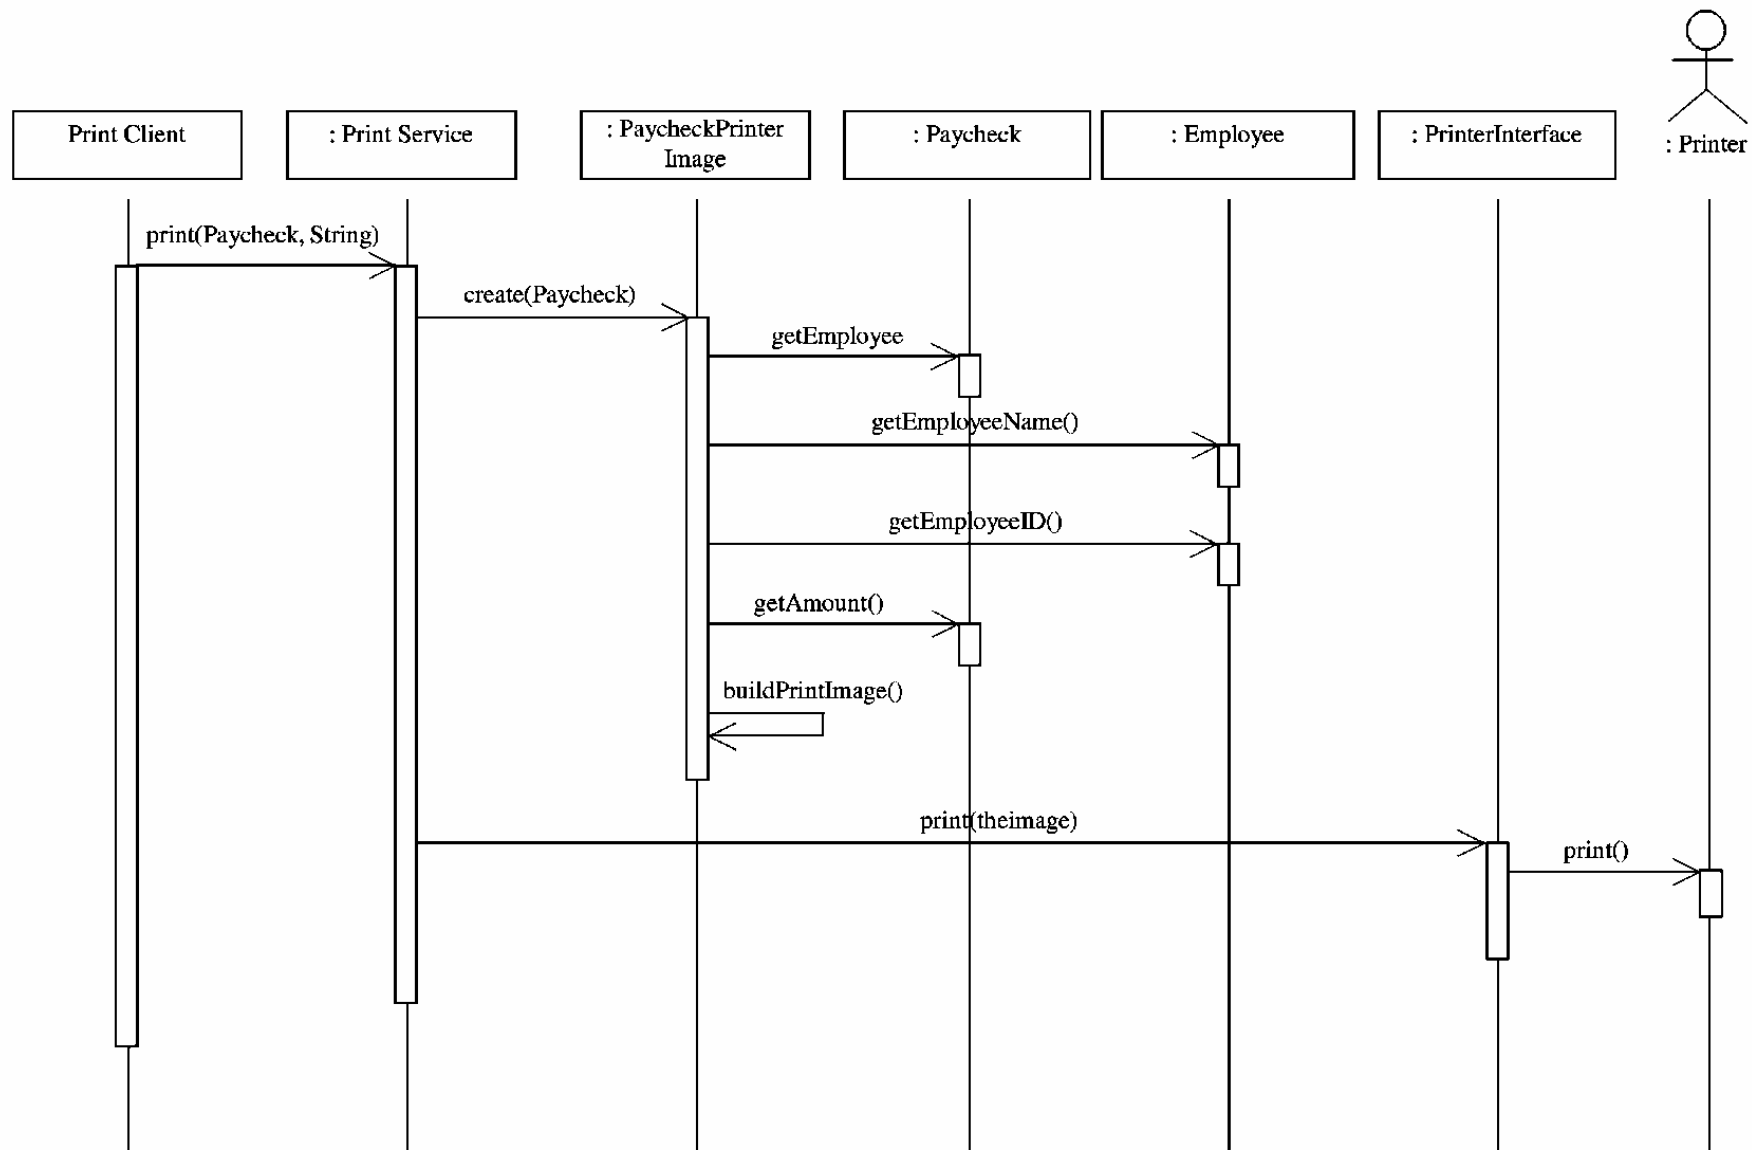 Print Client
: Print Service
: PaycheckPrinter
Image
: Paycheck
: Employee
: PrinterInterface
: Printer
print(Paycheck, String)
create(Paycheck)
getEmployee
getEmployeeName()
getEmployeeID()
getAmount()
buildPrintImage()
print(theimage)
print()